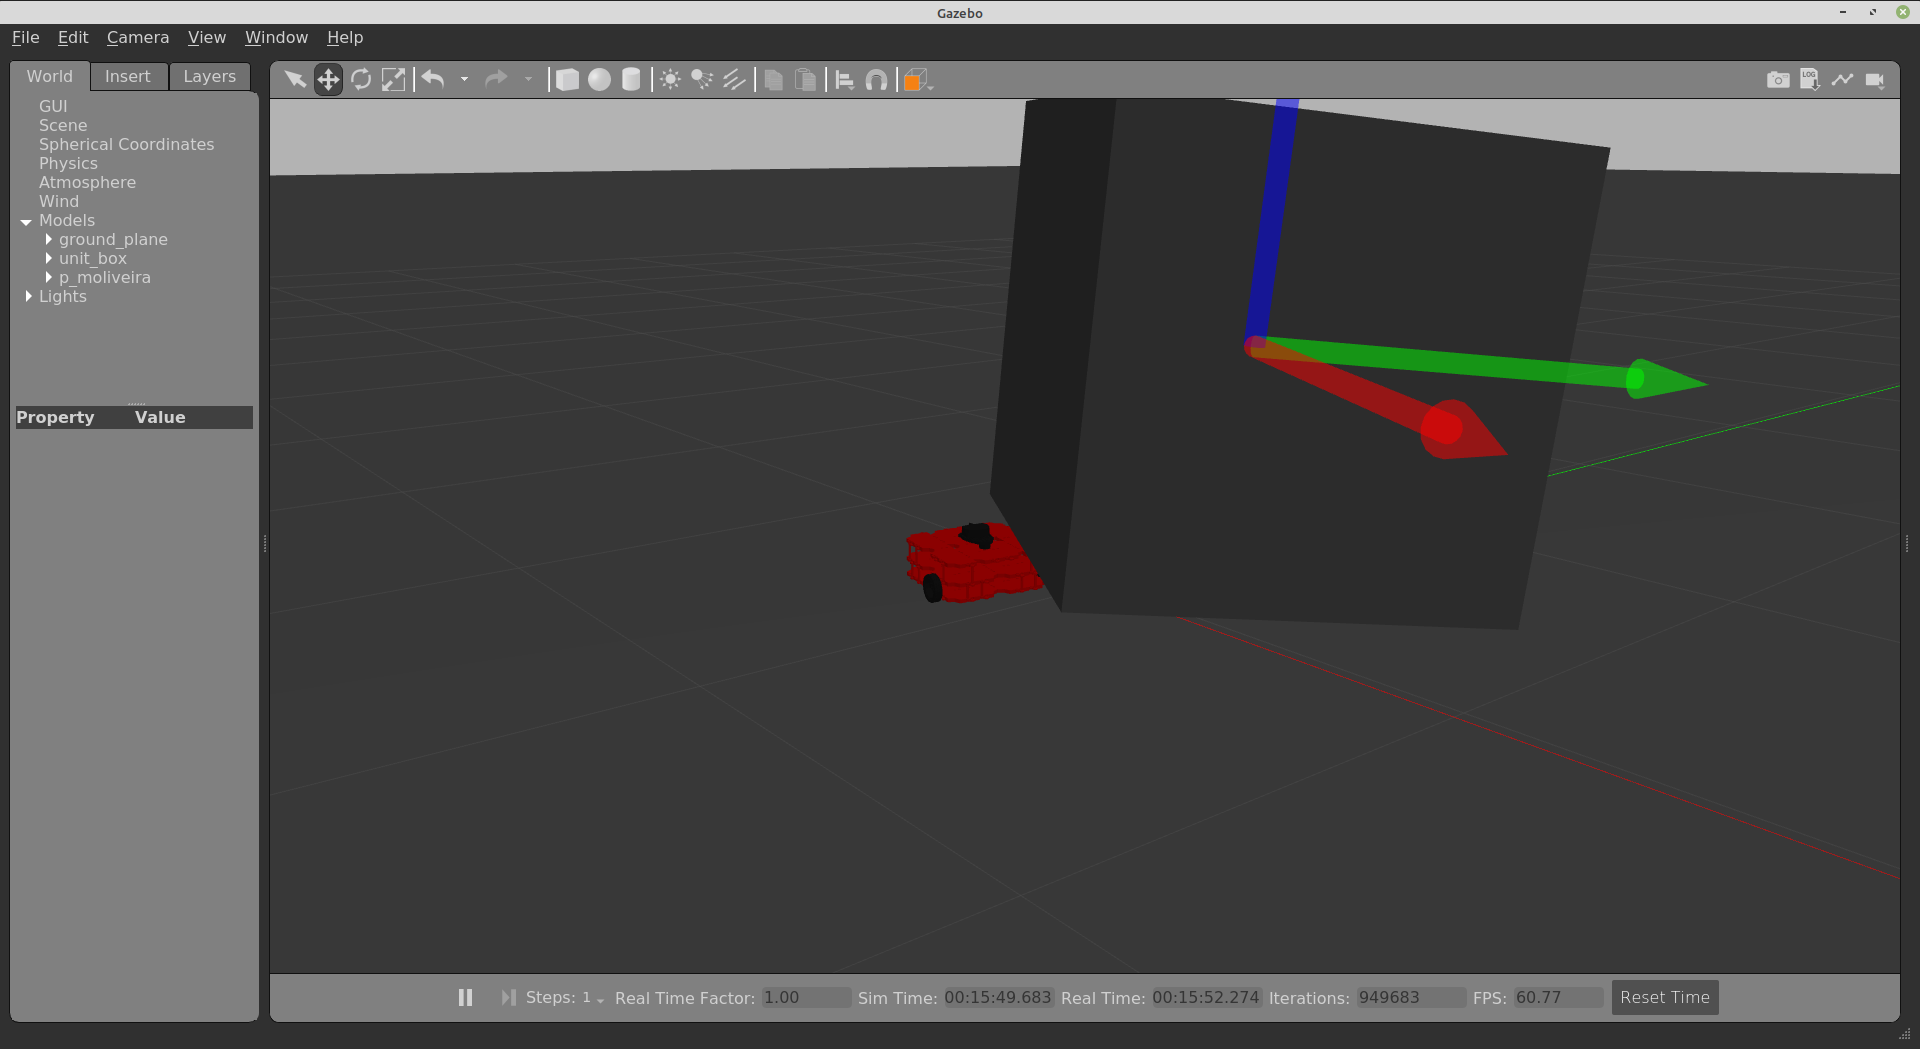 Gazebo
File Edit Camera View Window Help
World Insert Layers
LOG
GUI
Scene
Spherical Coordinates
Physics
Atmosphere
Wind
Models
ground_plane
unit_box
p_moliveira
Lights
Property Value
Steps: 1 Real Time Factor: 1.00 Sim Time: 00:15:49.683 Real Time: 00:15:52.274 Iterations: 949683 FPS: 60.77 Reset Time